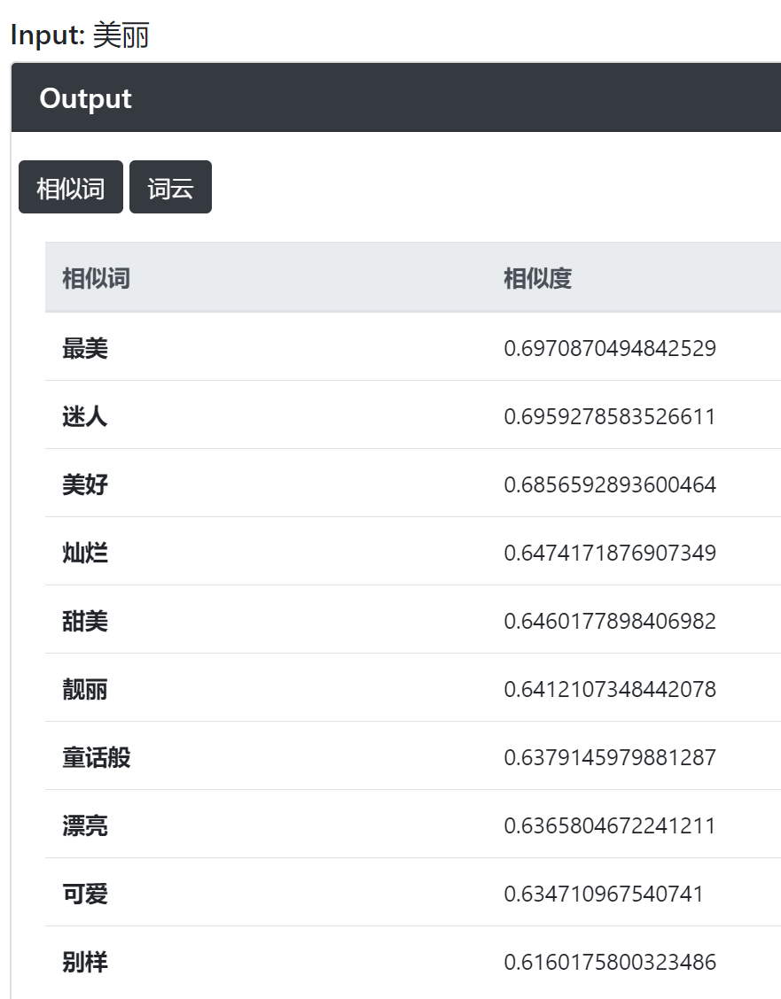 Input: 美丽
Output
相似词 词云
相似词 相似度
最美 0.6970870494842529
迷人 0.6959278583526611
美好 0.6856592893600464
灿烂 0.6474171876907349
甜美 0.6460177898406982
靓丽 0.6412107348442078
童话般 0.6379145979881287
漂亮 0.6365804672241211
可爱 0.634710967540741
别样 0.6160175800323486